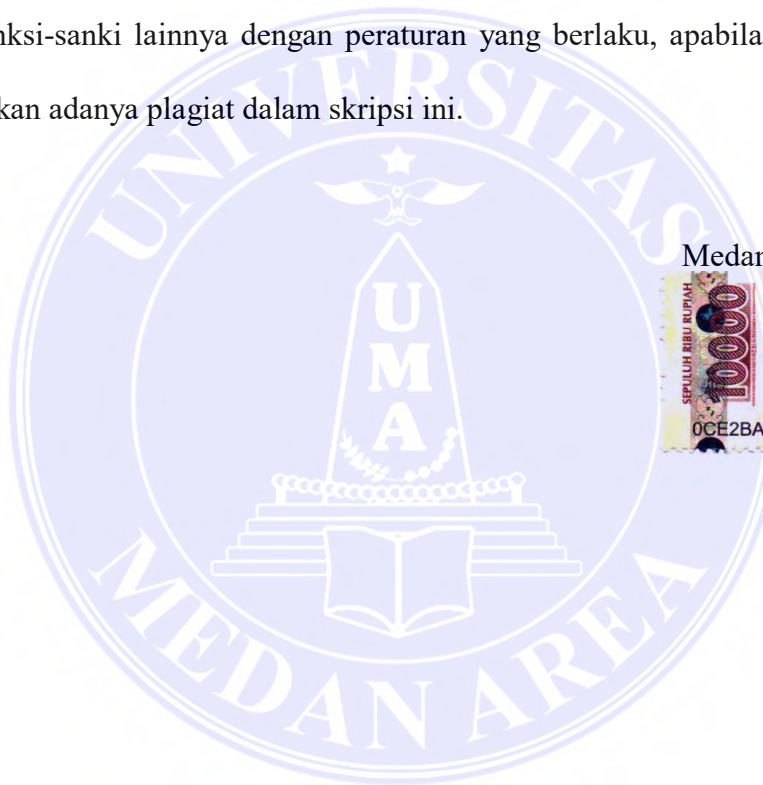 nksi-sanki lainnya dengan peraturan yang berlaku, apabila
kan adanya plagiat dalam skripsi ini.
UNIVERSITAS
Medan
SEPULUH RIBU RUPIAH
10000
0CE2BA
UMA
MEDAN AREA